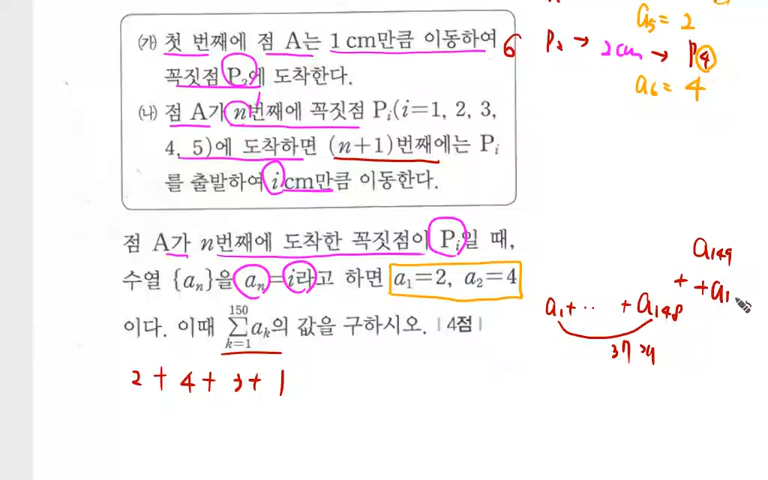 a₅ = 2
P₂ → 2cm → P④
a₆ = 4
(가) 첫 번째에 점 A는 1 cm만큼 이동하여 6
꼭짓점 P₂에 도착한다.
(나) 점 A가 n번째에 꼭짓점 Pᵢ(i=1, 2, 3,
4, 5)에 도착하면 (n+1)번째에는 Pᵢ
를 출발하여 i cm만큼 이동한다.
점 A가 n번째에 도착한 꼭짓점이 Pᵢ일 때,
수열 {aₙ}을 aₙ=i라고 하면 a₁=2, a₂=4
이다. 이때 \sum_{k=1}^{150} aₖ의 값을 구하시오. | 4점 |
2 + 4 + 3 + 1
a₁₄₉
a₁ + ·· + a₁₄₈ + + a₁